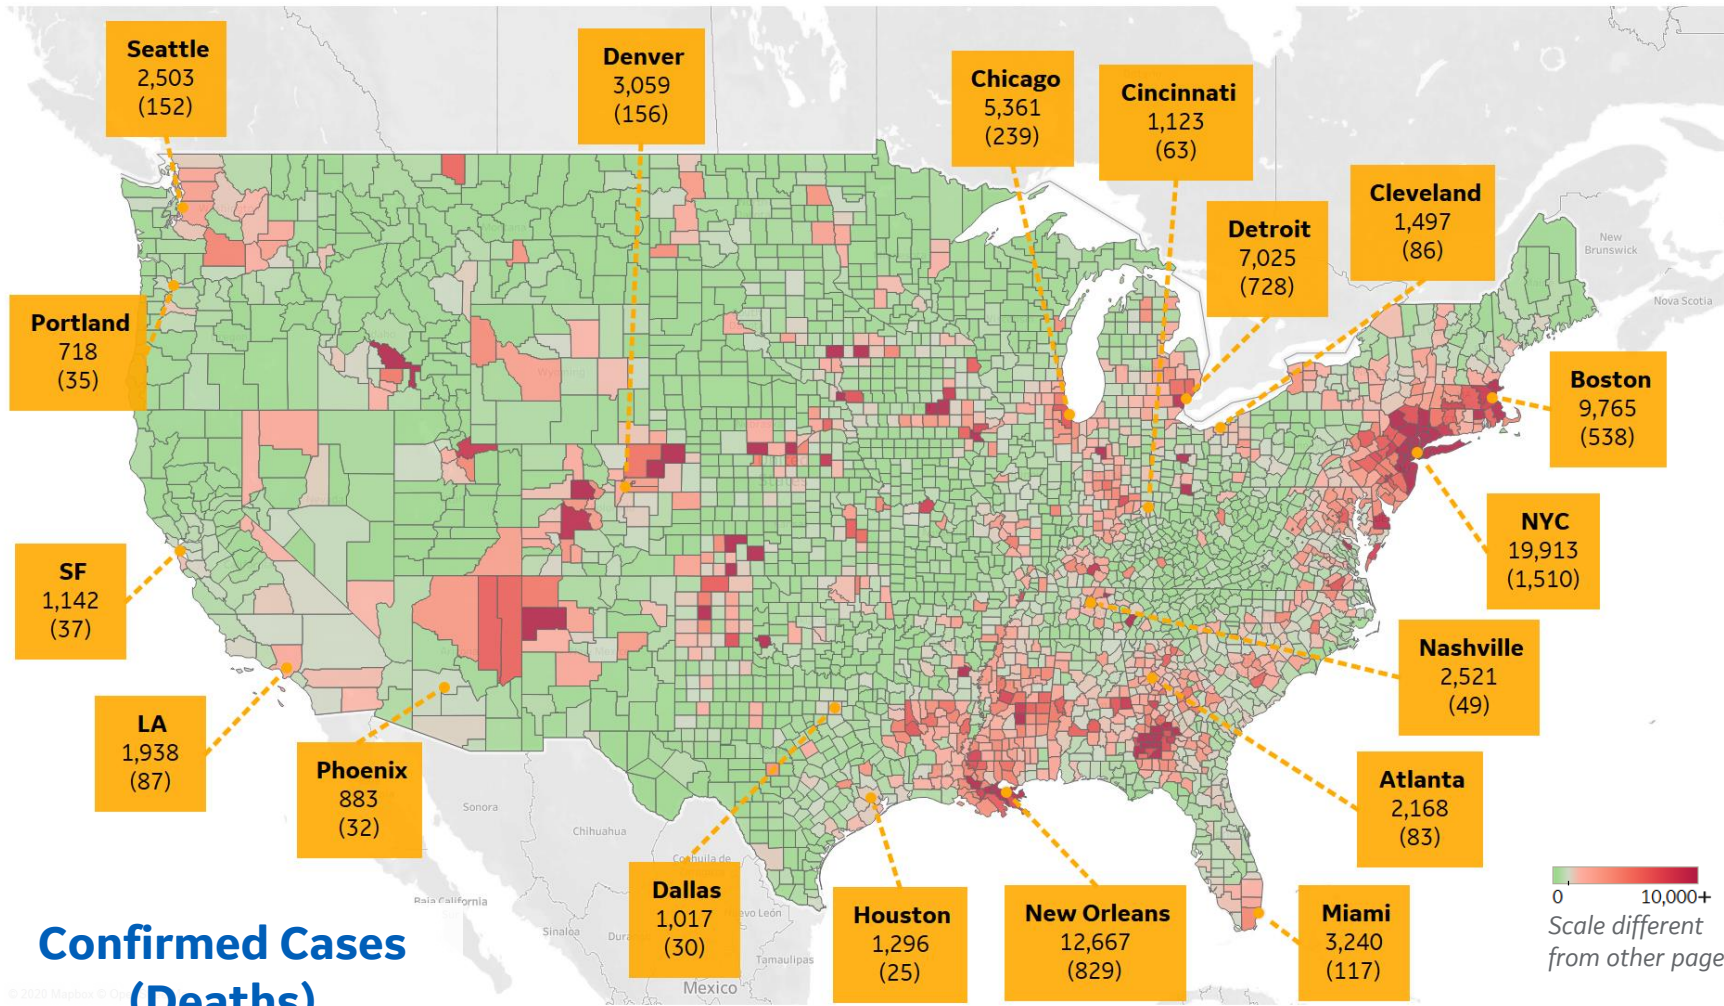 Seattle
2,503
(152)
Denver
3,059
(156)
Chicago
5,361
(239)
Cincinnati
1,123
(63)
Cleveland
1,497
(86)
Detroit
7,025
(728)
Portland
718
(35)
Boston
9,765
(538)
NYC
19,913
(1,510)
SF
1,142
(37)
Nashville
2,521
(49)
LA
1,938
(87)
Phoenix
883
(32)
Atlanta
2,168
(83)
Dallas
1,017
(30)
Houston
1,296
(25)
New Orleans
12,667
(829)
Miami
3,240
(117)
New
Brunswick
Nova Scotia
Wyoming
States
Sonora
Chihuahua
Baja California
Sinaloa
Tamaulipas
Mexico
0 10,000+
Scale different
from other page
Confirmed Cases
(Deaths)
© 2020 Mapbox ©